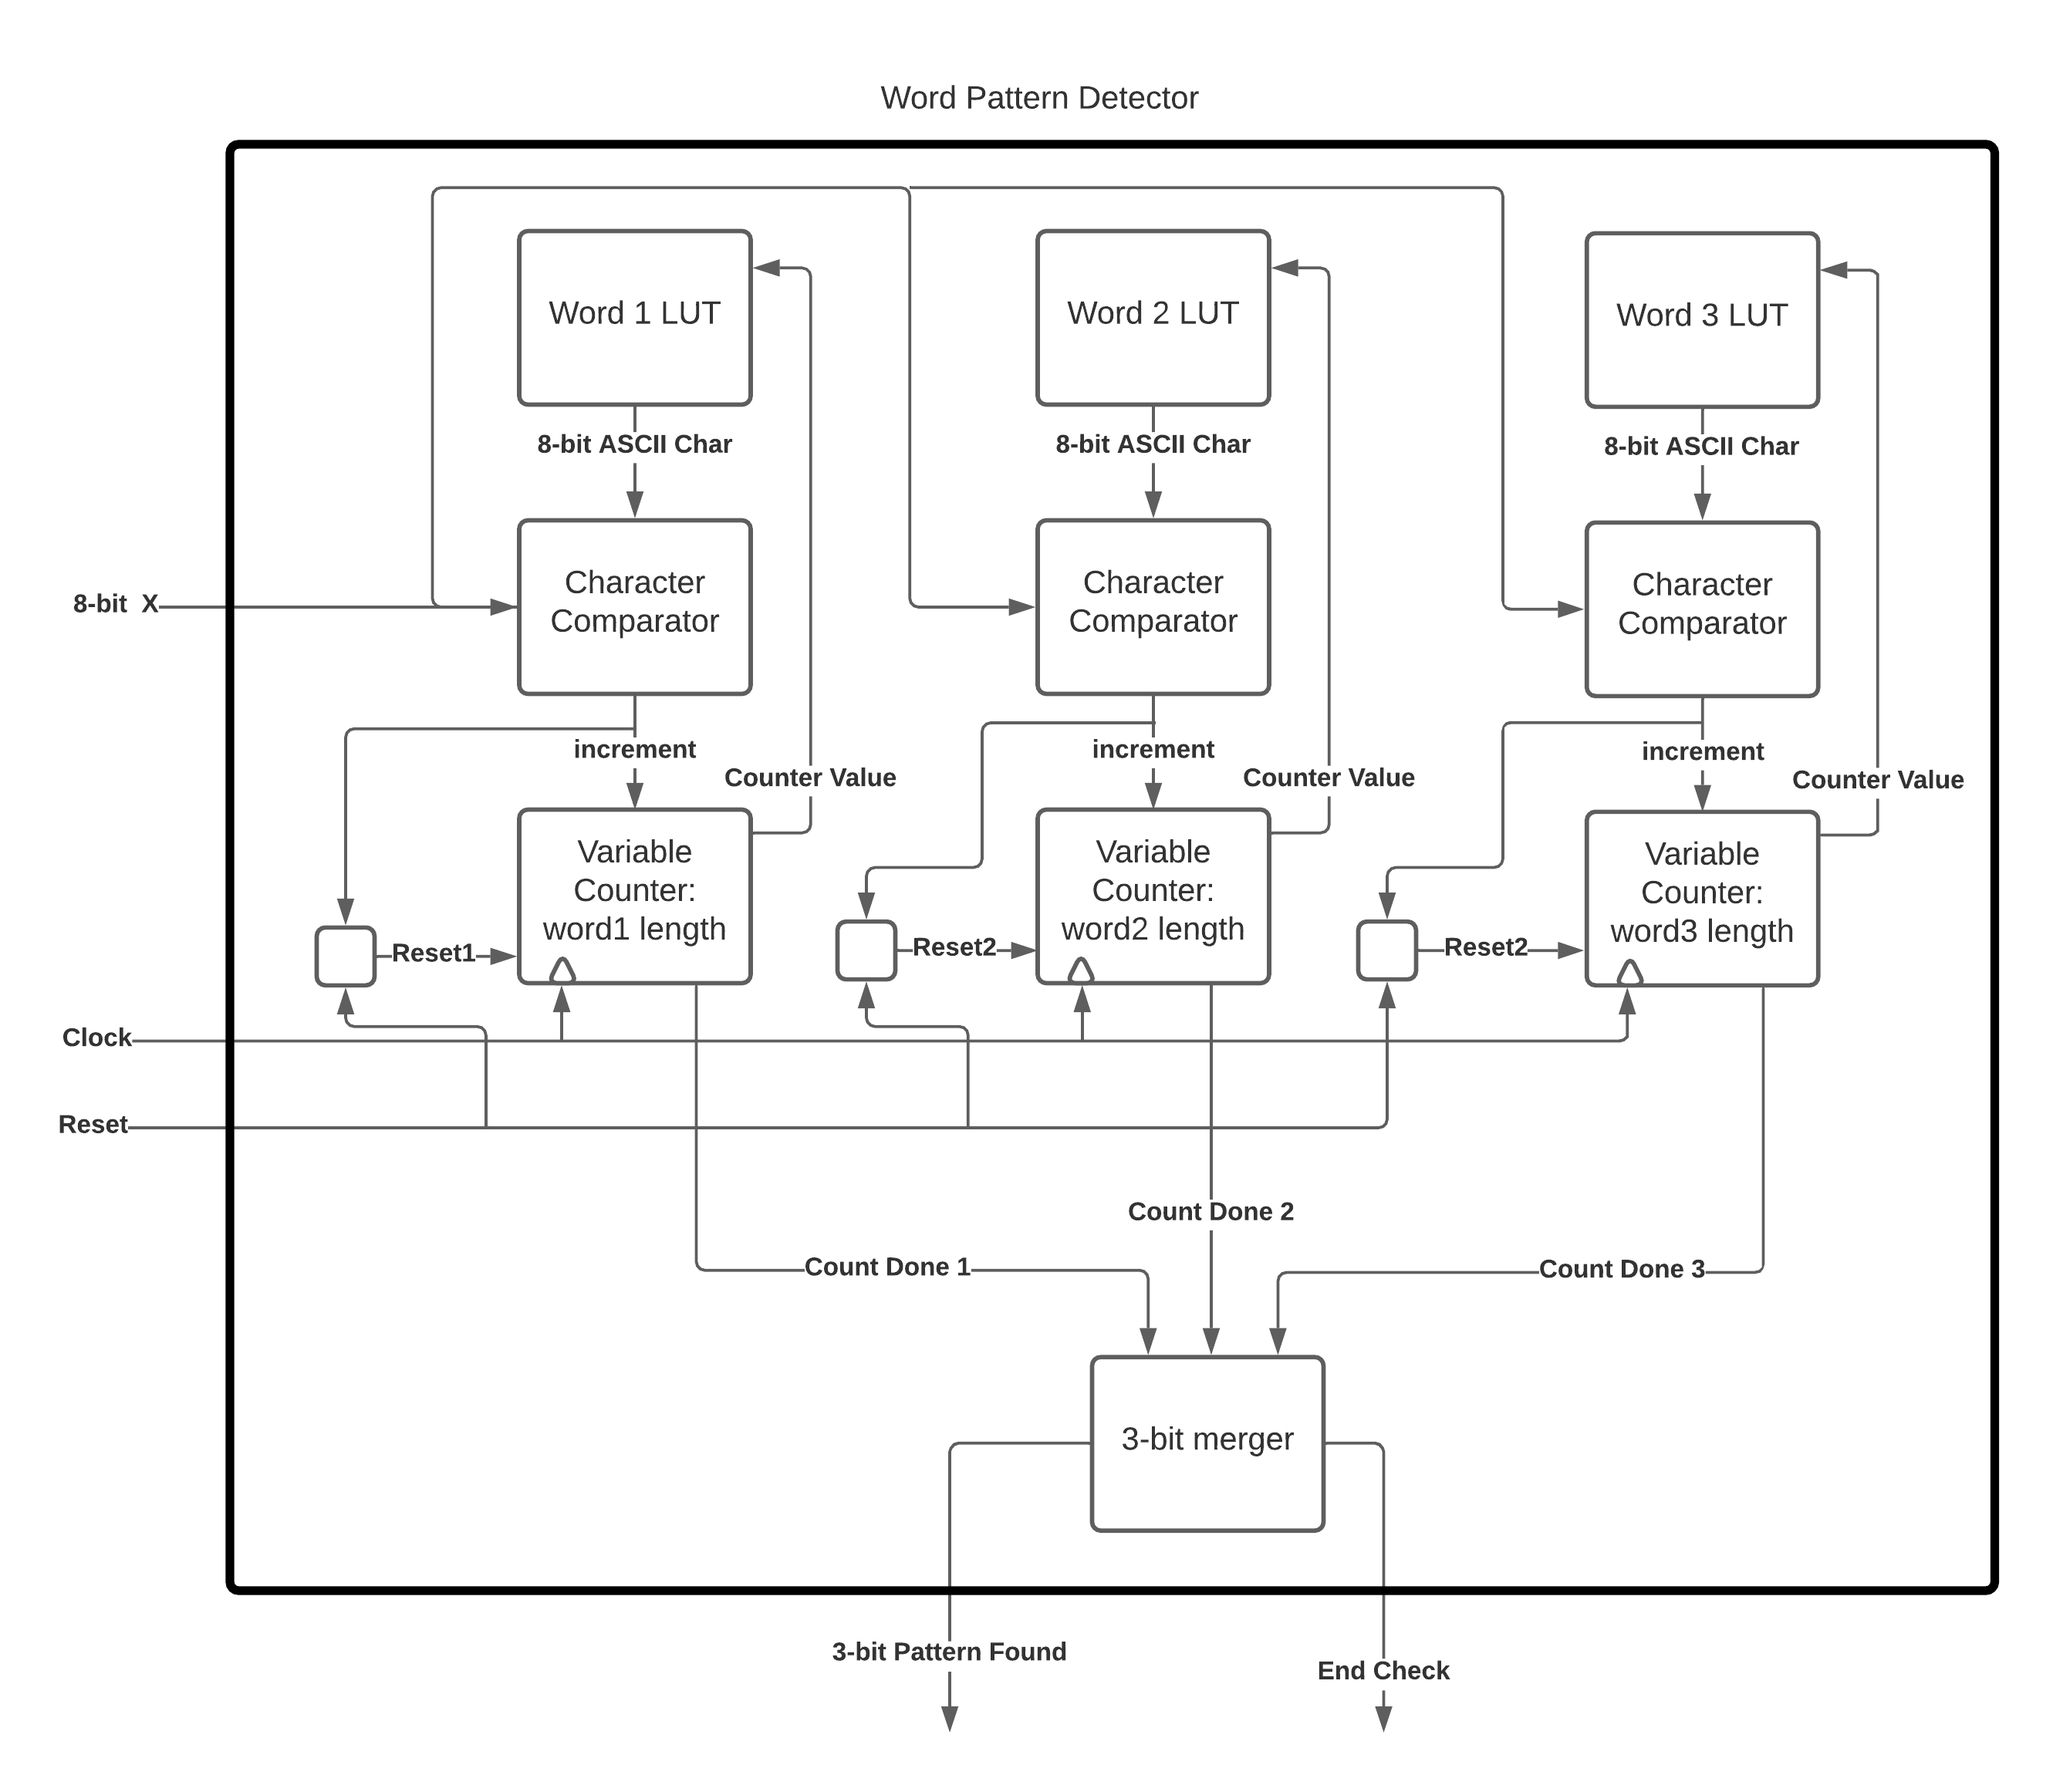 Word Pattern Detector
Word 1 LUT
Word 2 LUT
Word 3 LUT
8-bit ASCII Char
8-bit ASCII Char
8-bit ASCII Char
8-bit X
Character
Comparator
Character
Comparator
Character
Comparator
increment
increment
increment
Counter Value
Counter Value
Counter Value
Variable
Counter:
word1 length
Variable
Counter:
word2 length
Variable
Counter:
word3 length
Reset1
Reset2
Reset2
Clock
Reset
Count Done 2
Count Done 1
Count Done 3
3-bit merger
3-bit Pattern Found
End Check